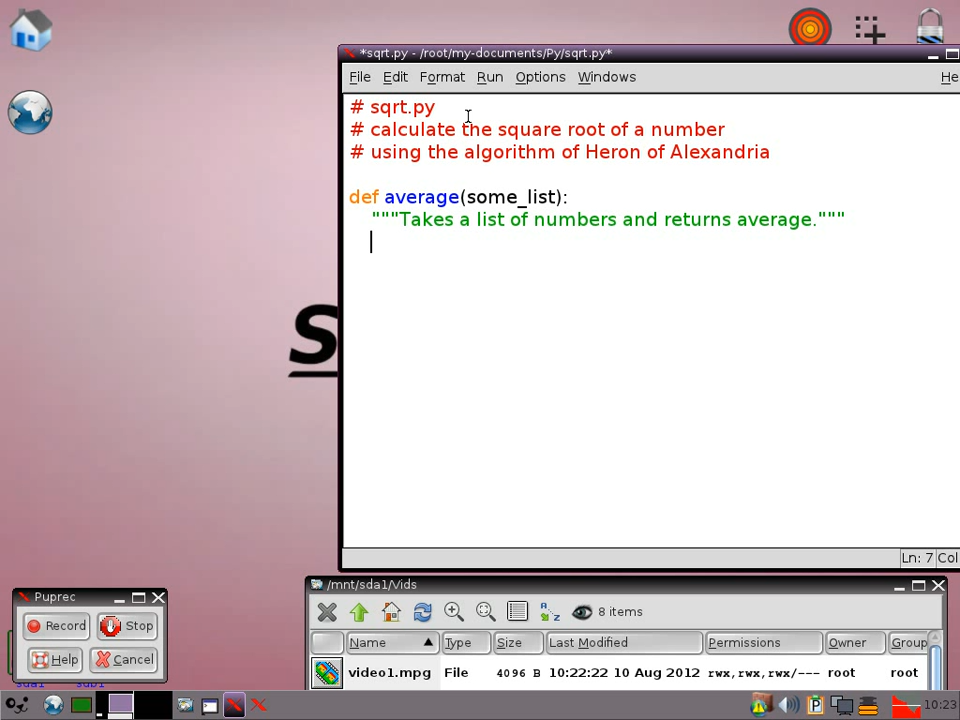 *sqrt.py - /root/my-documents/Py/sqrt.py*
File Edit Format Run Options Windows He
# sqrt.py
# calculate the square root of a number
# using the algorithm of Heron of Alexandria
def average(some_list):
"""Takes a list of numbers and returns average."""
S
Ln: 7 Col
Puprec
Record Stop
Help Cancel
/mnt/sda1/Vids
8 items
Name Type Size Last Modified Permissions Owner Group
video1.mpg File 4096 B 10:22:22 10 Aug 2012 rwx,rwx,rwx/--- root root
10:23